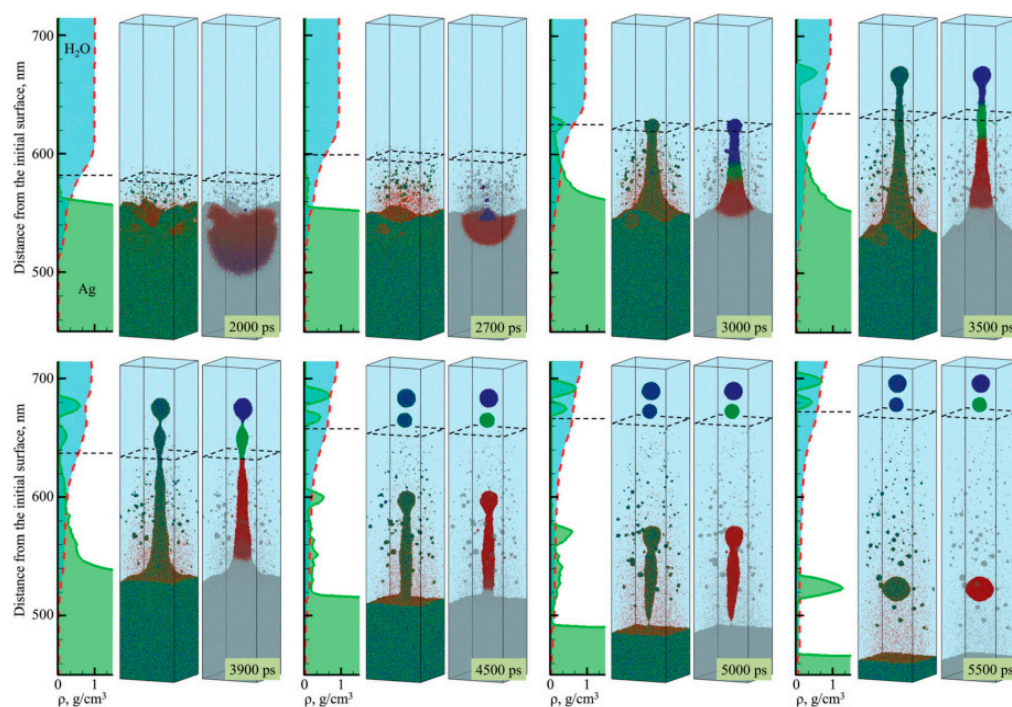 Distance from the initial surface, nm
700
600
500
H₂O
Ag
2000 ps
2700 ps
3000 ps
3500 ps
Distance from the initial surface, nm
700
600
500
3900 ps
4500 ps
5000 ps
5500 ps
0 1
ρ, g/cm³
0 1
ρ, g/cm³
0 1
ρ, g/cm³
0 1
ρ, g/cm³